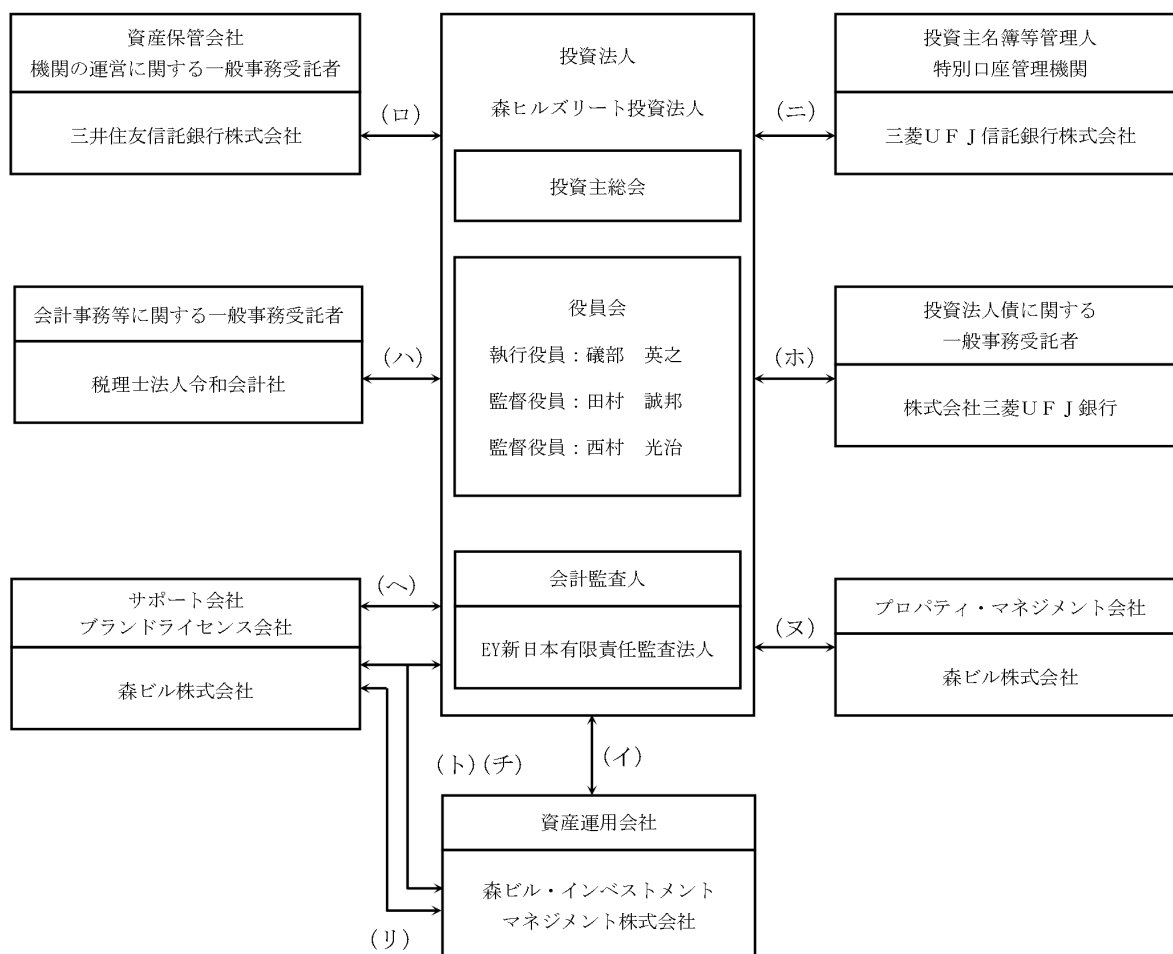 資産保管会社
機関の運営に関する一般事務受託者
三井住友信託銀行株式会社
(ロ)
投資法人
森ヒルズリート投資法人
投資主総会
(ニ)
投資主名簿等管理人
特別口座管理機関
三菱ＵＦＪ信託銀行株式会社
会計事務等に関する一般事務受託者
税理士法人令和会計社
(ハ)
役員会
執行役員：礒部　英之
監督役員：田村　誠邦
監督役員：西村　光治
(ホ)
投資法人債に関する
一般事務受託者
株式会社三菱ＵＦＪ銀行
サポート会社
ブランドライセンス会社
森ビル株式会社
(ヘ)
会計監査人
EY新日本有限責任監査法人
(ヌ)
プロパティ・マネジメント会社
森ビル株式会社
(ト)(チ)
(イ)
資産運用会社
森ビル・インベストメント
マネジメント株式会社
(リ)